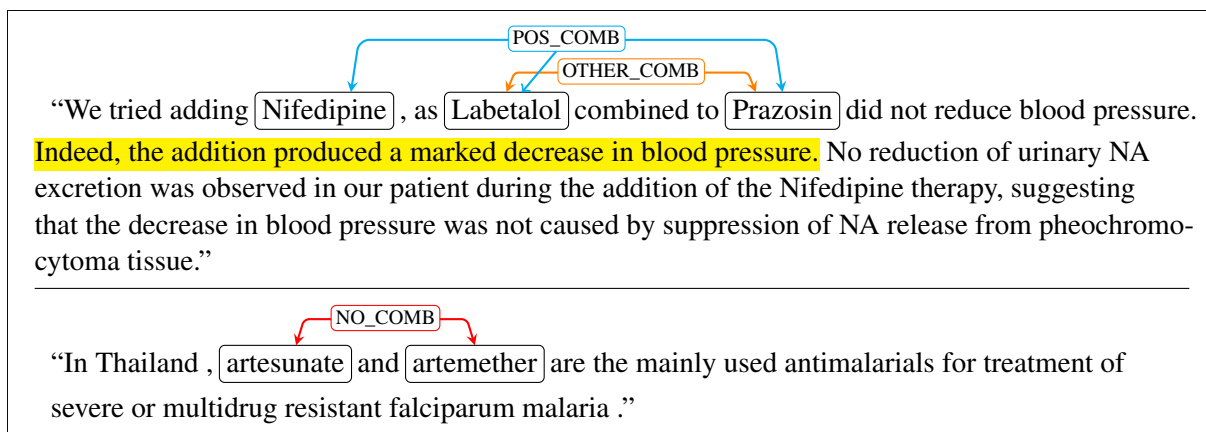 POS_COMB
OTHER_COMB
“We tried adding Nifedipine , as Labetalol combined to Prazosin did not reduce blood pressure.
Indeed, the addition produced a marked decrease in blood pressure. No reduction of urinary NA
excretion was observed in our patient during the addition of the Nifedipine therapy, suggesting
that the decrease in blood pressure was not caused by suppression of NA release from pheochromo-
cytoma tissue.”
NO_COMB
“In Thailand , artesunate and artemether are the mainly used antimalarials for treatment of
severe or multidrug resistant falciparum malaria .”